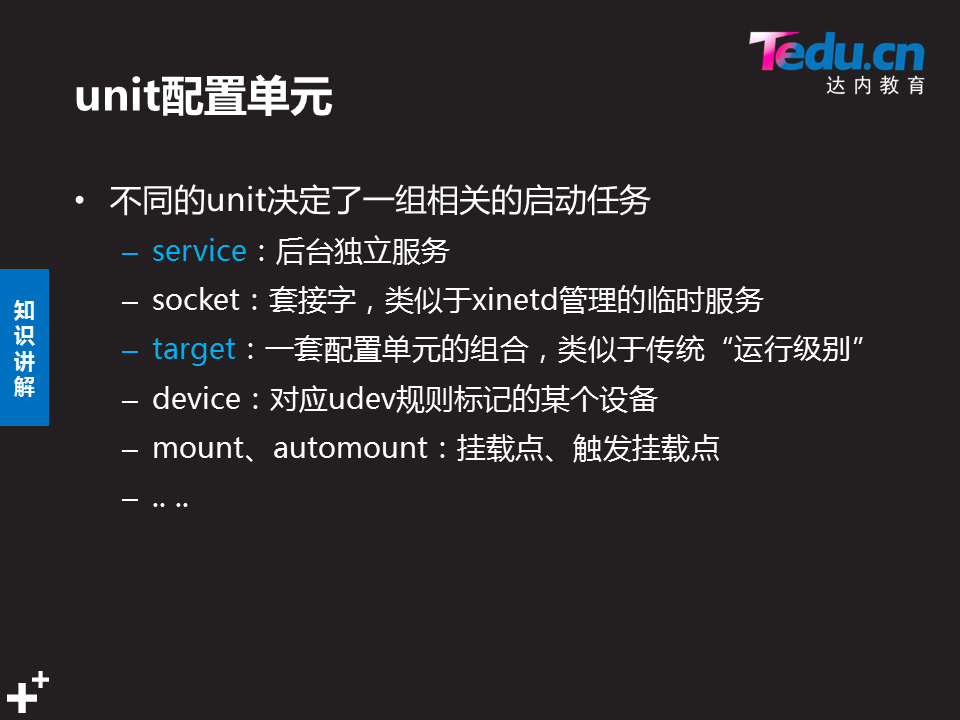 Tedu.cn
达内教育
unit配置单元
• 不同的unit决定了一组相关的启动任务
– service：后台独立服务
– socket：套接字，类似于xinetd管理的临时服务
– target：一套配置单元的组合，类似于传统“运行级别”
– device：对应udev规则标记的某个设备
– mount、automount：挂载点、触发挂载点
– .. ..
知
识
讲
解